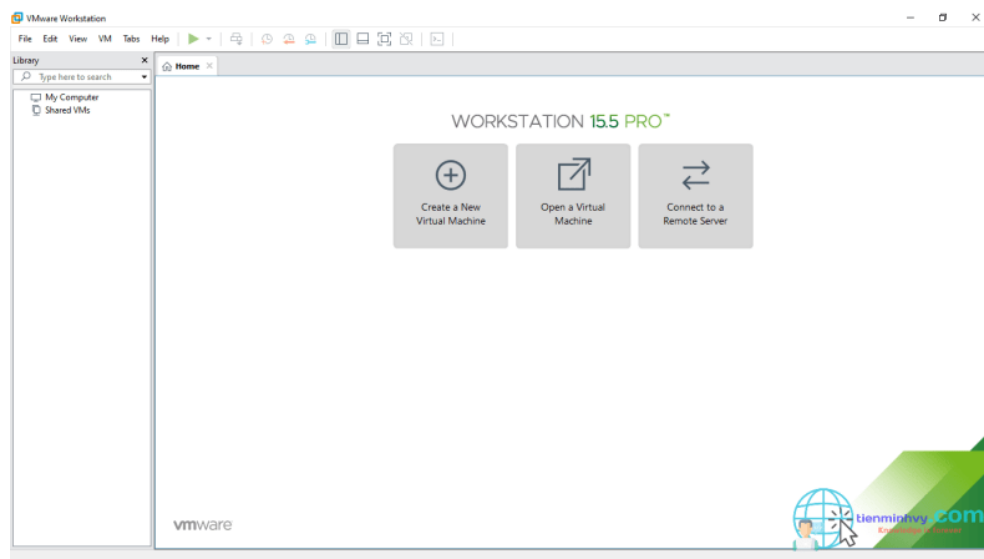 VMware Workstation
File Edit View VM Tabs Help
Library
Home
Type here to search
My Computer
Shared VMs
WORKSTATION 15.5 PRO™
Create a New
Virtual Machine
Open a Virtual
Machine
Connect to a
Remote Server
vmware
tienminhvy.com